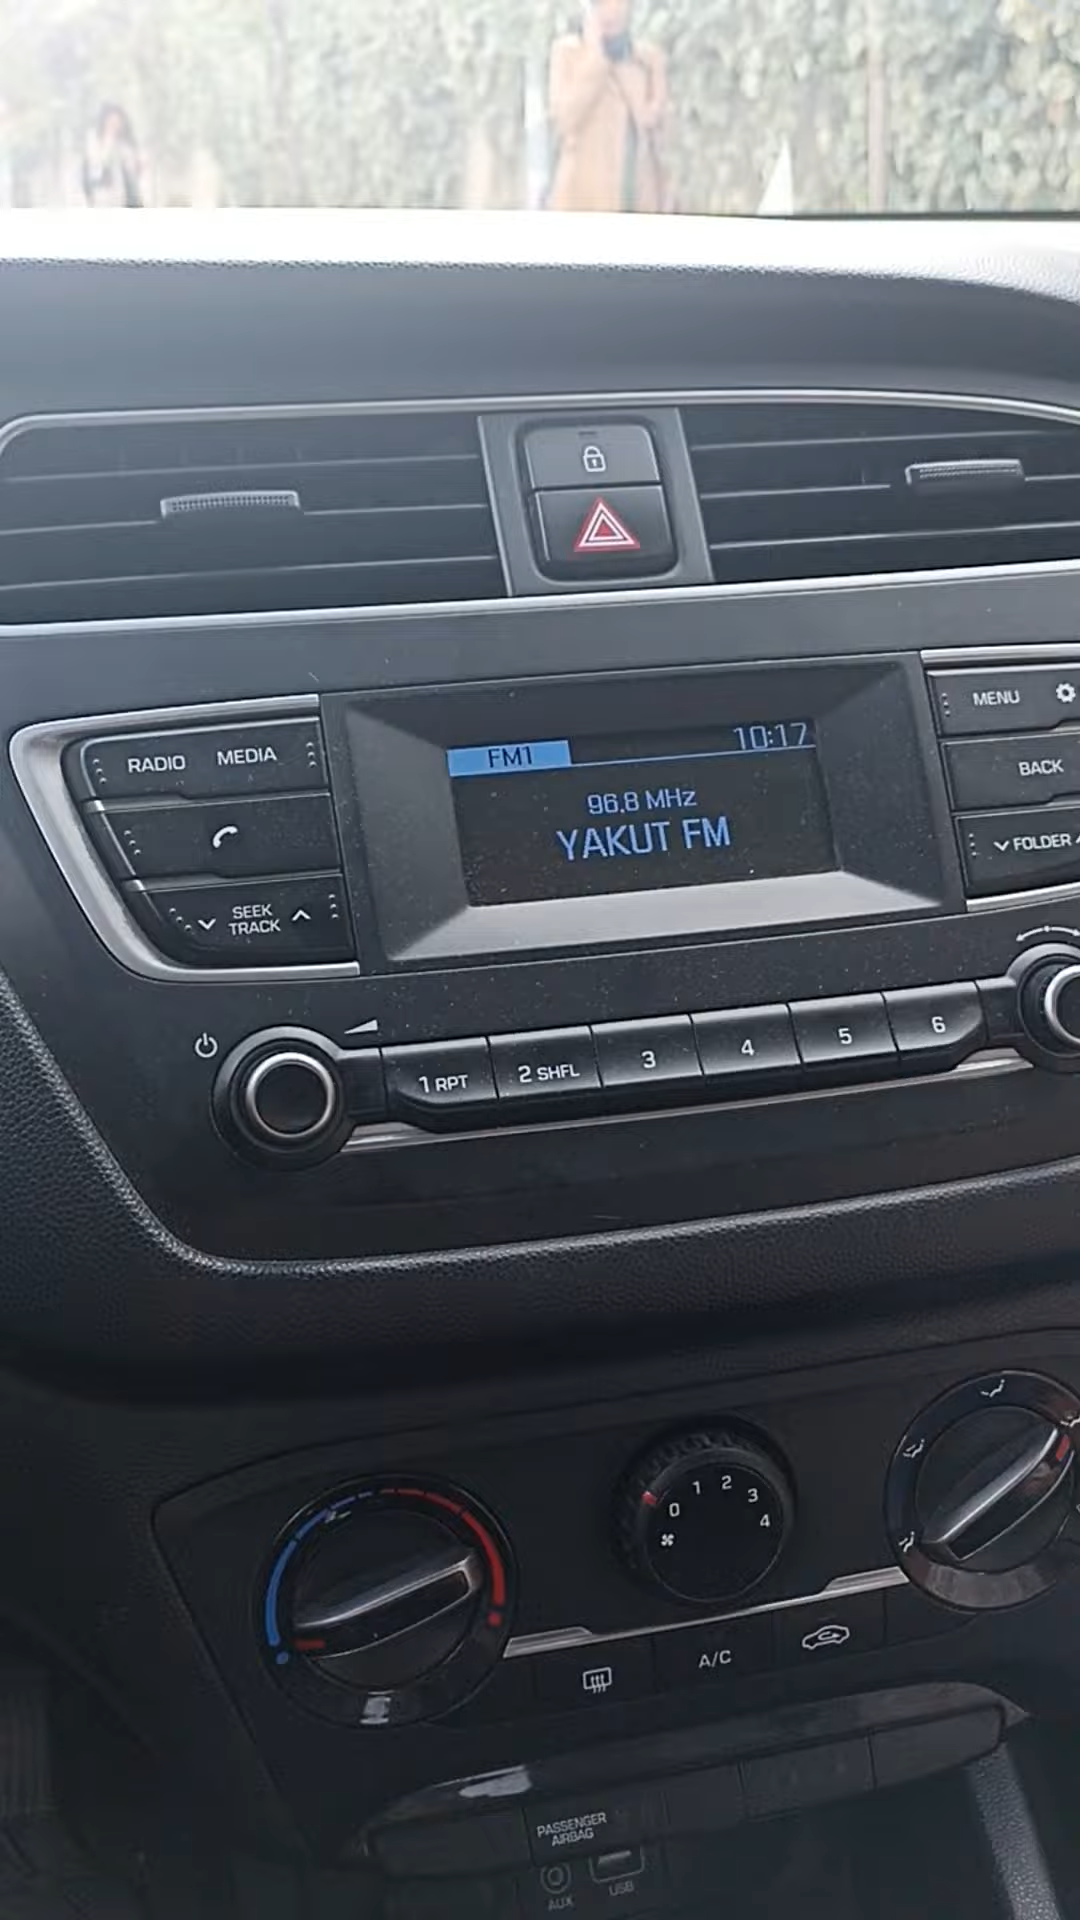 RADIO MEDIA
SEEK
TRACK
FM1 10:17
96.8 MHz
YAKUT FM
MENU
BACK
FOLDER
1 RPT 2 SHFL 3 4 5 6
0 1 2 3 4
A/C
PASSENGER
AIRBAG
AUX USB